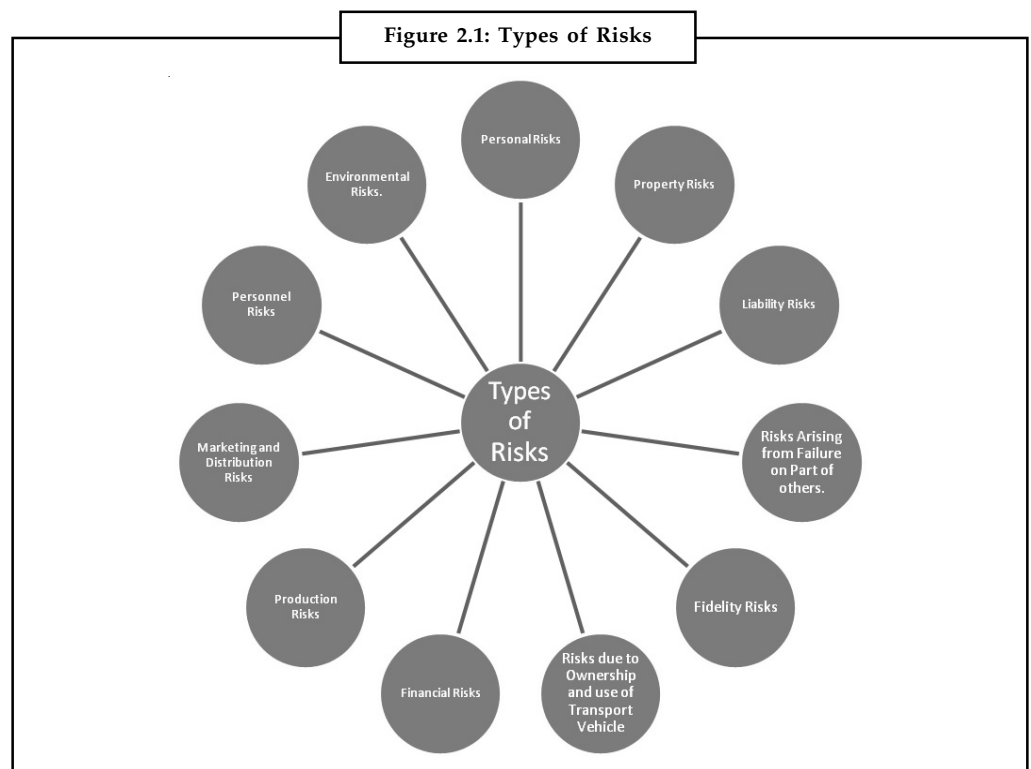 Figure 2.1: Types of Risks
Personal Risks
Property Risks
Liability Risks
Risks Arising
from Failure
on Part of
others.
Fidelity Risks
Risks due to
Ownership
and use of
Transport
Vehicle
Financial Risks
Production
Risks
Marketing and
Distribution
Risks
Personnel
Risks
Environmental
Risks.
Types
of
Risks